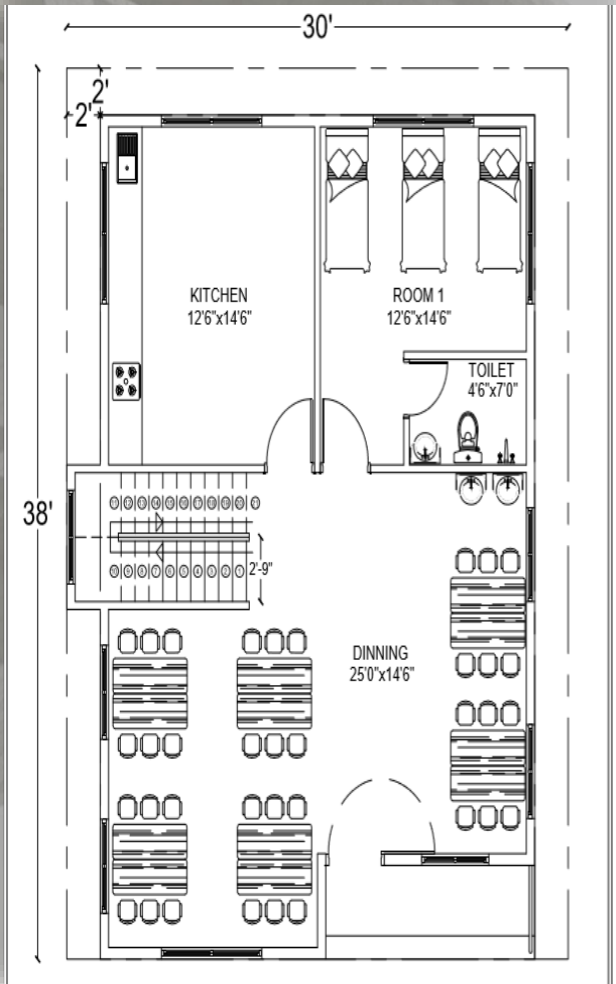 30'
2'
2'
KITCHEN
12'6"x14'6"
ROOM 1
12'6"x14'6"
TOILET
4'6"x7'0"
38'
2'-9"
DINNING
25'0"x14'6"